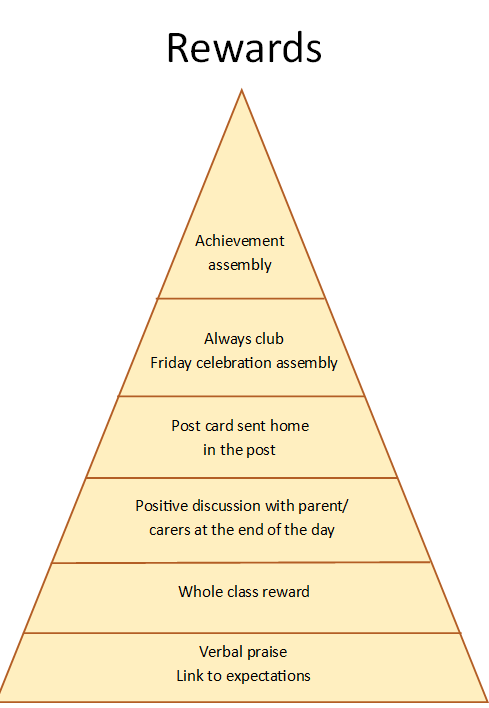 Rewards
Achievement
assembly
Always club
Friday celebration assembly
Post card sent home
in the post
Positive discussion with parent/
carers at the end of the day
Whole class reward
Verbal praise
Link to expectations